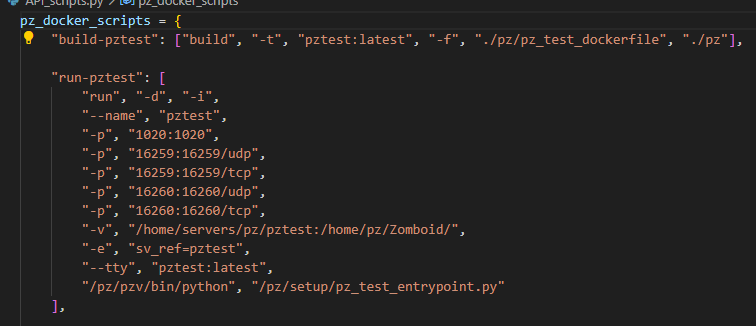 API_scripts.py > pz_docker_scripts
pz_docker_scripts = {
    "build-pztest": ["build", "-t", "pztest:latest", "-f", "./pz/pz_test_dockerfile", "./pz"],
    "run-pztest": [
        "run", "-d", "-i",
        "--name", "pztest",
        "-p", "1020:1020",
        "-p", "16259:16259/udp",
        "-p", "16259:16259/tcp",
        "-p", "16260:16260/udp",
        "-p", "16260:16260/tcp",
        "-v", "/home/servers/pz/pztest:/home/pz/Zomboid/",
        "-e", "sv_ref=pztest",
        "--tty", "pztest:latest",
        "/pz/pzv/bin/python", "/pz/setup/pz_test_entrypoint.py"
    ],